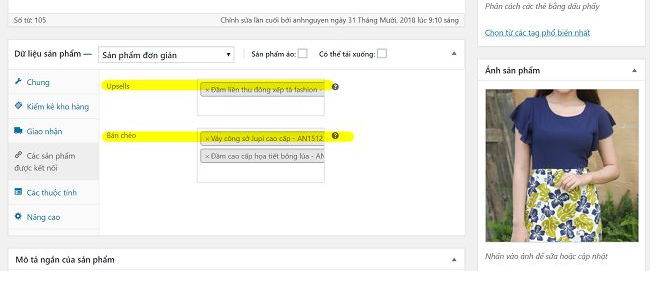 Số từ: 105
Chỉnh sửa lần cuối bởi anhnguyen ngày 31 Tháng Mười, 2018 lúc 9:10 sáng
Dữ liệu sản phẩm — Sản phẩm đơn giản Sản phẩm ảo: Có thể tải xuống:
Chung
Kiểm kê kho hàng
Giao nhận
Các sản phẩm
được kết nối
Các thuộc tính
Nâng cao
Upsells
× Đầm liền thu đông xếp tà fashion -
Bán chéo
× Váy công sở Jupi cao cấp - AN1512
× Đầm cao cấp họa tiết bông lúa - AN
Mô tả ngắn của sản phẩm
Phân cách các thẻ bằng dấu phẩy
Chọn từ các tag phổ biến nhất
Ảnh sản phẩm
Nhấn vào ảnh để sửa hoặc cập nhật